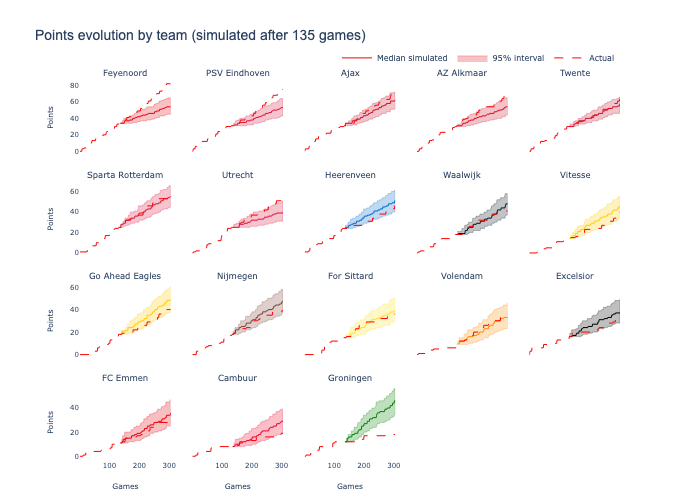 Points evolution by team (simulated after 135 games)
Median simulated 95% interval Actual
Feyenoord PSV Eindhoven Ajax AZ Alkmaar Twente
80
60
40
20
0
Points
Sparta Rotterdam Utrecht Heerenveen Waalwijk Vitesse
60
40
20
0
Points
Go Ahead Eagles Nijmegen For Sittard Volendam Excelsior
60
40
20
0
Points
FC Emmen Cambuur Groningen
40
20
0
Points
100 200 300 100 200 300 100 200 300
Games Games Games